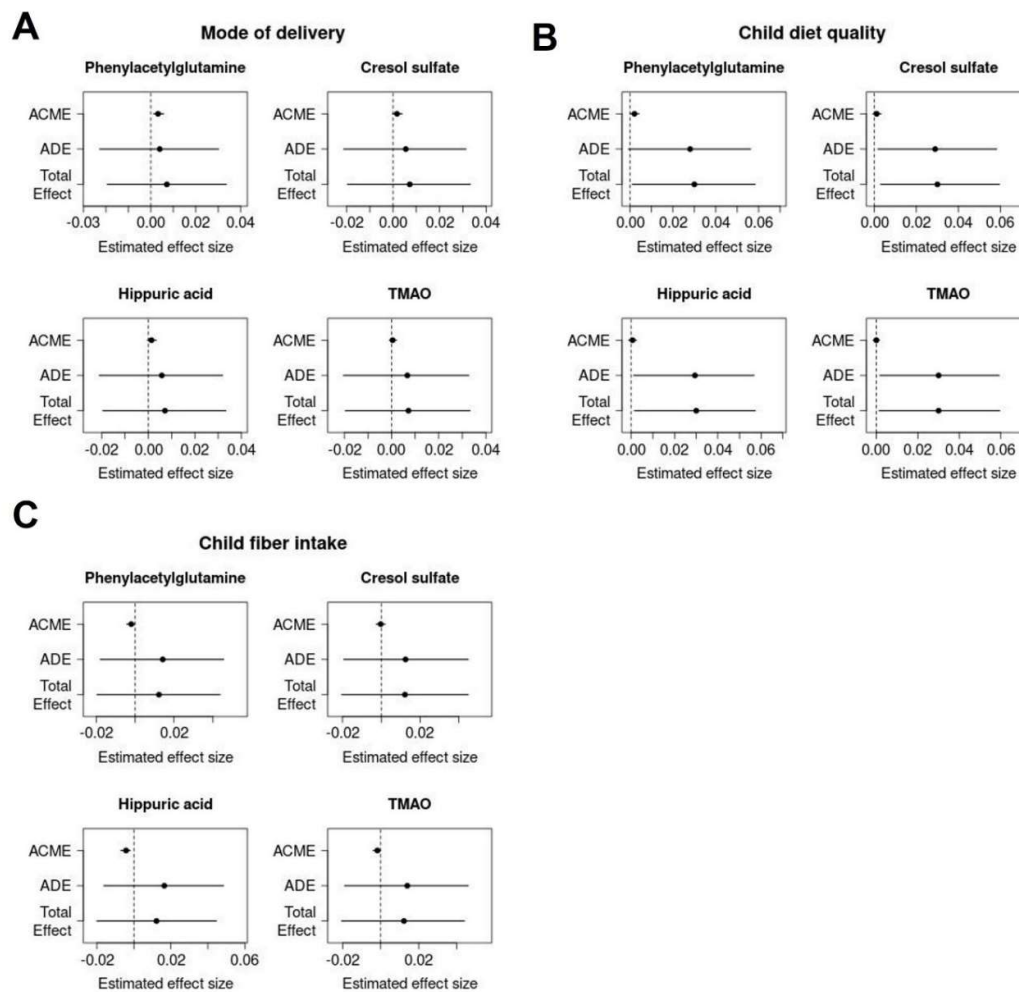 A
Mode of delivery
Phenylacetylglutamine
Cresol sulfate
ACME
ADE
Total
Effect
-0.03 0.00 0.02 0.04
Estimated effect size
ACME
ADE
Total
Effect
-0.02 0.00 0.02 0.04
Estimated effect size
Hippuric acid
TMAO
ACME
ADE
Total
Effect
-0.02 0.00 0.02 0.04
Estimated effect size
ACME
ADE
Total
Effect
-0.02 0.00 0.02 0.04
Estimated effect size
B
Child diet quality
Phenylacetylglutamine
Cresol sulfate
ACME
ADE
Total
Effect
0.00 0.02 0.04 0.06
Estimated effect size
ACME
ADE
Total
Effect
0.00 0.02 0.04 0.06
Estimated effect size
Hippuric acid
TMAO
ACME
ADE
Total
Effect
0.00 0.02 0.04 0.06
Estimated effect size
ACME
ADE
Total
Effect
0.00 0.02 0.04 0.06
Estimated effect size
C
Child fiber intake
Phenylacetylglutamine
Cresol sulfate
ACME
ADE
Total
Effect
-0.02 0.02
Estimated effect size
ACME
ADE
Total
Effect
-0.02 0.02
Estimated effect size
Hippuric acid
TMAO
ACME
ADE
Total
Effect
-0.02 0.02 0.06
Estimated effect size
ACME
ADE
Total
Effect
-0.02 0.02
Estimated effect size